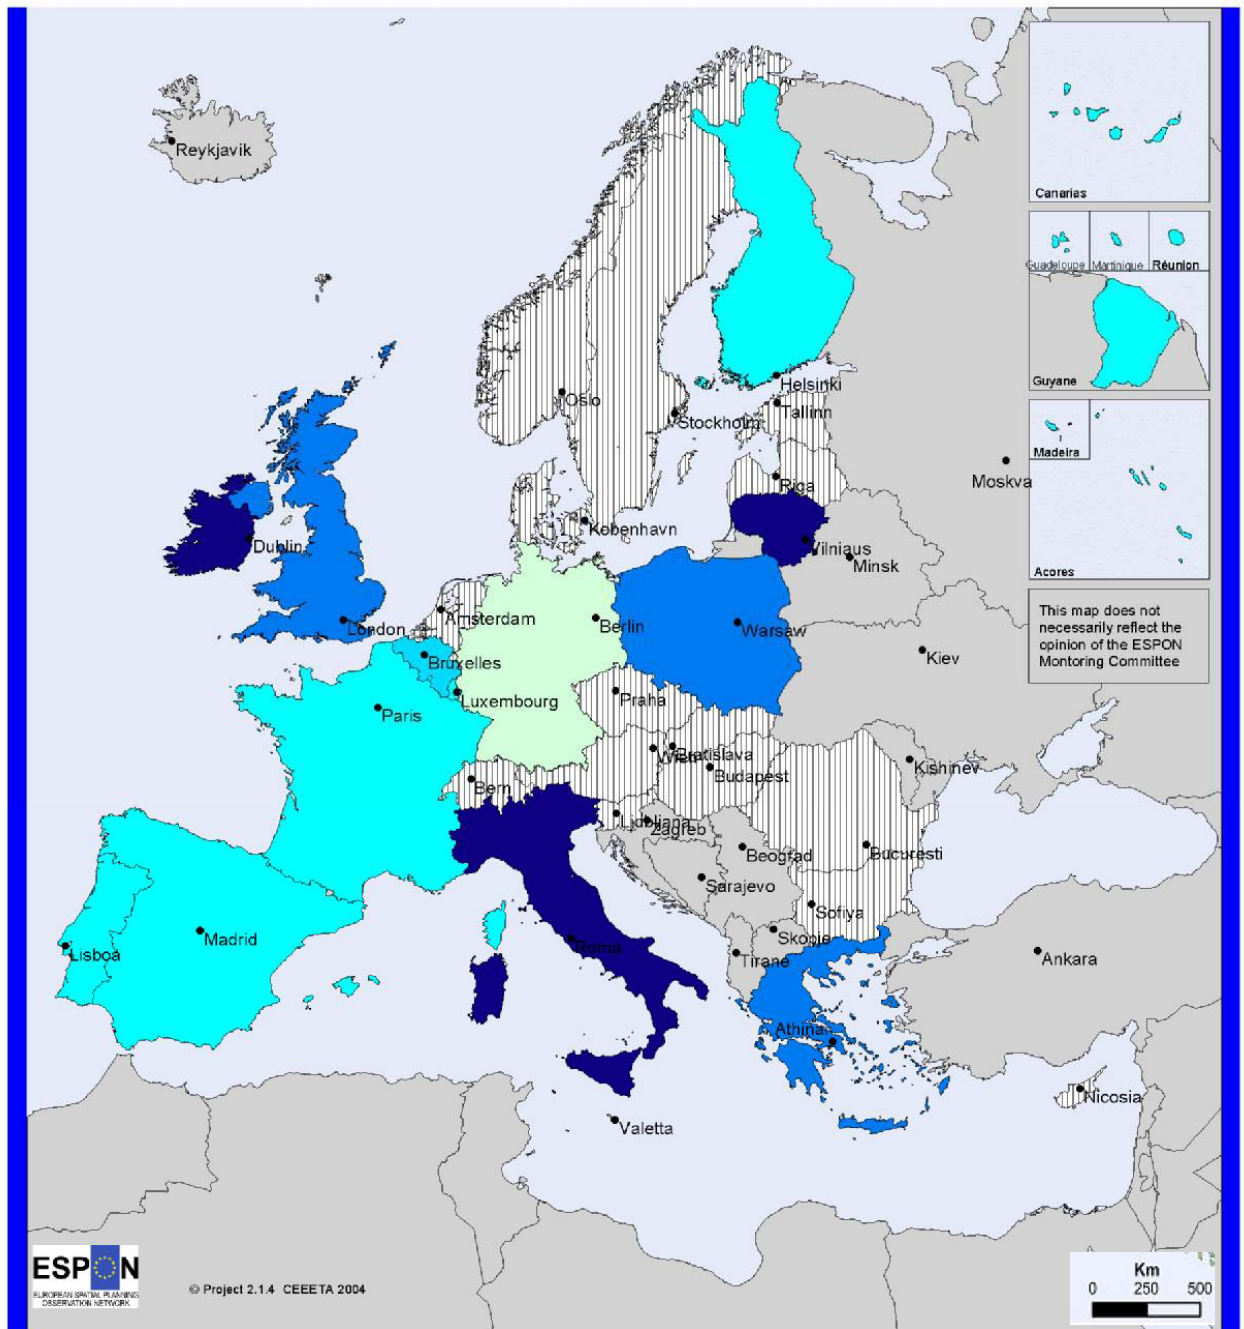 Reykjavik
Canarias
Guadeloupe
Martinique
Réunion
Guyane
Helsinki
Oslo
Tallinn
Stockholm
Madeira
Moskva
Riga
Dublin
Kobenhavn
Vilniaus
Minsk
Acores
Amsterdam
London
Berlin
Warsaw
This map does not
necessarily reflect the
opinion of the ESPON
Montoring Committee
Bruxelles
Kiev
Luxembourg
Praha
Paris
Wien
Bratislava
Budapest
Kishinev
Bern
Ljubljana
Zagreb
Beograd
Bucuresti
Sarajevo
Sofiya
Madrid
Lisboa
Roma
Skopje
Tirane
Ankara
Athinai
Nicosia
Valetta
ESPON
EUROPEAN SPATIAL PLANNING
OBSERVATION NETWORK
© Project 2.1.4 CEEETA 2004
Km
0 250 500